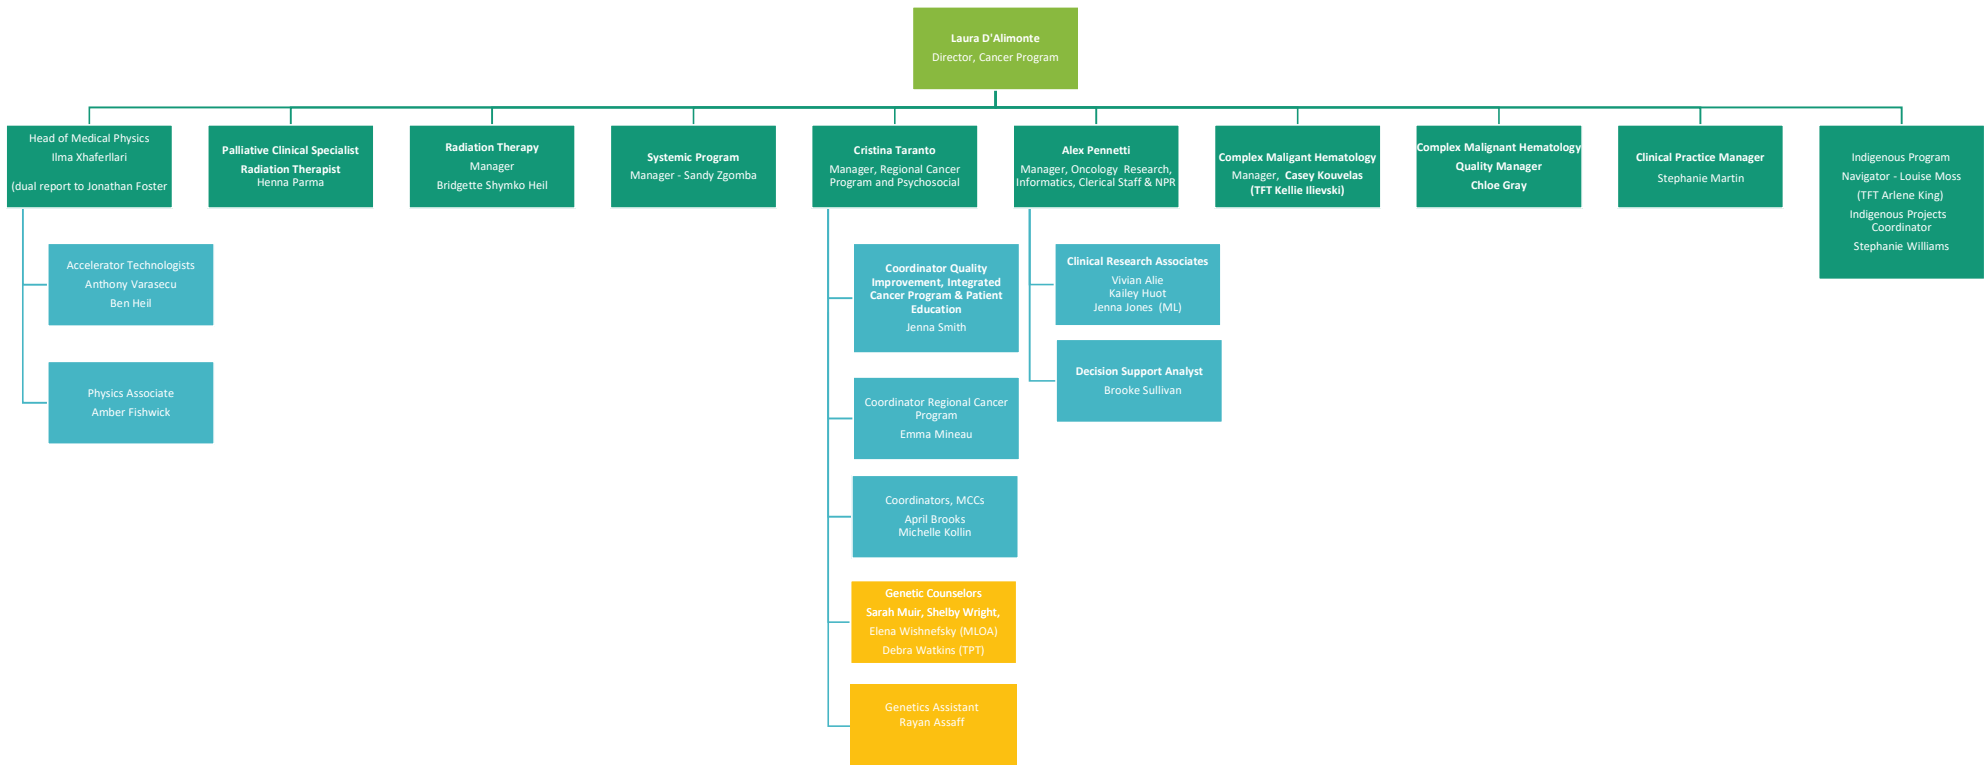 Laura D'Alimonte
Director, Cancer Program
Head of Medical Physics
Ilma Xhaferllari
(dual report to Jonathan Foster
Palliative Clinical Specialist
Radiation Therapist
Henna Parma
Radiation Therapy
Manager
Bridgette Shymko Heil
Systemic Program
Manager - Sandy Zgomba
Cristina Taranto
Manager, Regional Cancer
Program and Psychosocial
Alex Pennetti
Manager, Oncology Research,
Informatics, Clerical Staff & NPR
Complex Maligant Hematology
Manager, Casey Kouvelas
(TFT Kellie Ilievski)
Complex Malignant Hematology
Quality Manager
Chloe Gray
Clinical Practice Manager
Stephanie Martin
Indigenous Program
Navigator - Louise Moss
(TFT Arlene King)
Indigenous Projects
Coordinator
Stephanie Williams
Accelerator Technologists
Anthony Varasecu
Ben Heil
Physics Associate
Amber Fishwick
Coordinator Quality
Improvement, Integrated
Cancer Program & Patient
Education
Jenna Smith
Coordinator Regional Cancer
Program
Emma Mineau
Coordinators, MCCs
April Brooks
Michelle Kollin
Genetic Counselors
Sarah Muir, Shelby Wright,
Elena Wishnefsky (MLOA)
Debra Watkins (TPT)
Genetics Assistant
Rayan Assaff
Clinical Research Associates
Vivian Alie
Kailey Huot
Jenna Jones (ML)
Decision Support Analyst
Brooke Sullivan